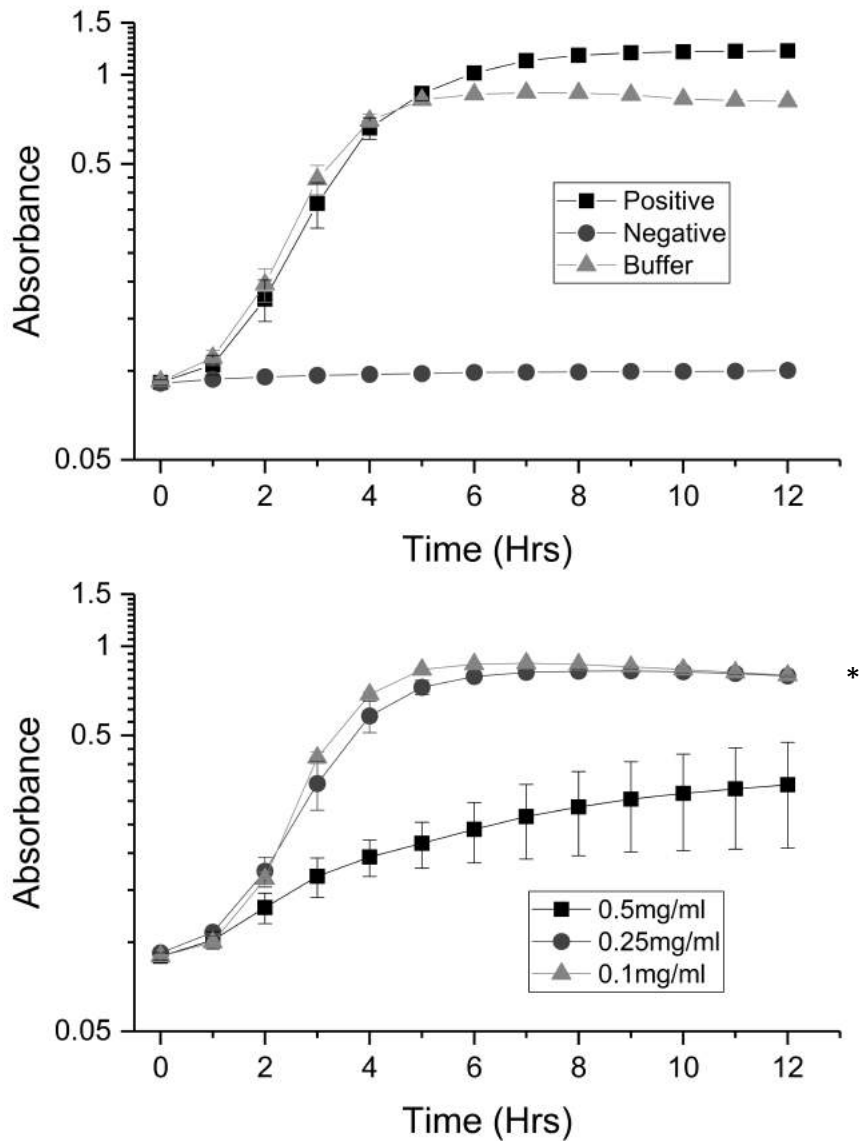 1.5
1
0.5
0.05
Absorbance
Positive
Negative
Buffer
0 2 4 6 8 10 12
Time (Hrs)
1.5
1
0.5
0.05
Absorbance
*
0.5mg/ml
0.25mg/ml
0.1mg/ml
0 2 4 6 8 10 12
Time (Hrs)